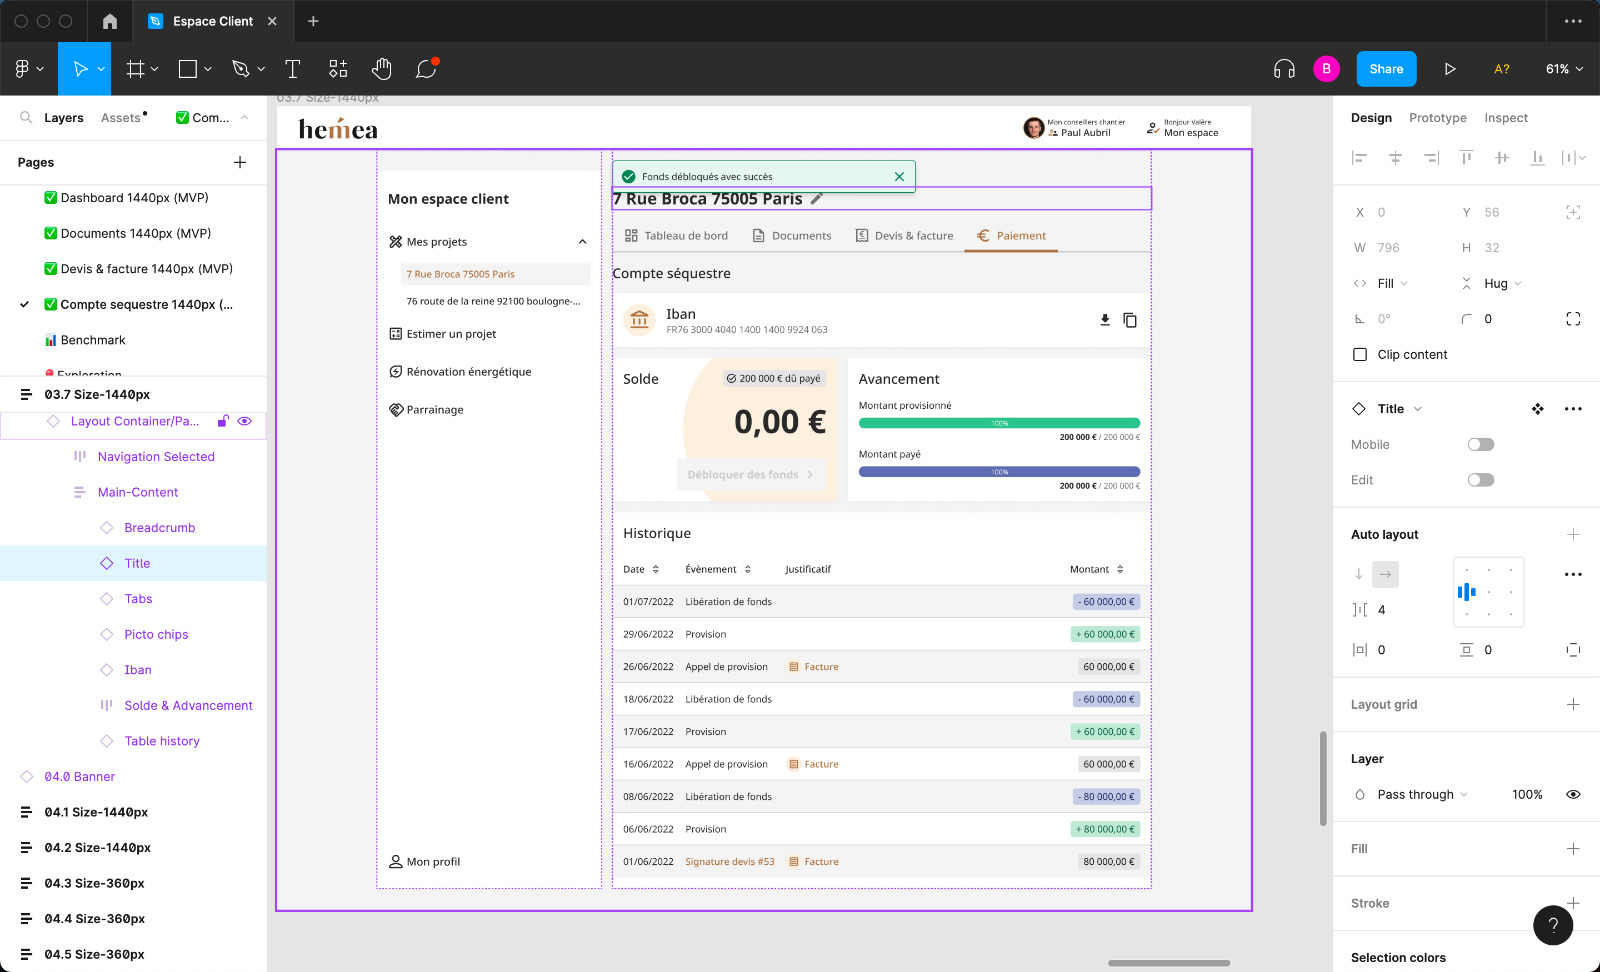 Espace Client
Share
B
A?
61%
Layers
Assets
Com...
Pages
Dashboard 1440px (MVP)
Documents 1440px (MVP)
Devis & facture 1440px (MVP)
Compte sequestre 1440px (...
Benchmark
Exploration
03.7 Size-1440px
Layout Container/Pa...
Navigation Selected
Main-Content
Breadcrumb
Title
Tabs
Picto chips
Iban
Solde & Advancement
Table history
04.0 Banner
04.1 Size-1440px
04.2 Size-1440px
04.3 Size-360px
04.4 Size-360px
04.5 Size-360px
03.7 Size-1440px
hemea
Mon conseillers chantier
Paul Aubril
Bonjour Valère
Mon espace
Mon espace client
Mes projets
7 Rue Broca 75005 Paris
76 route de la reine 92100 boulogne-...
Estimer un projet
Rénovation énergétique
Parrainage
Mon profil
Fonds débloqués avec succès
7 Rue Broca 75005 Paris
Tableau de bord
Documents
Devis & facture
Paiement
Compte séquestre
Iban
FR76 3000 4040 1400 1400 9924 063
Solde
200 000 € dû payé
0,00 €
Débloquer des fonds
Avancement
Montant provisionné
100%
200 000 € / 200 000 €
Montant payé
100%
200 000 € / 200 000 €
Historique
Date Évènement Justificatif Montant
01/07/2022 Libération de fonds - 60 000,00 €
29/06/2022 Provision + 60 000,00 €
26/06/2022 Appel de provision Facture 60 000,00 €
18/06/2022 Libération de fonds - 60 000,00 €
17/06/2022 Provision + 60 000,00 €
16/06/2022 Appel de provision Facture 60 000,00 €
08/06/2022 Libération de fonds - 80 000,00 €
06/06/2022 Provision + 80 000,00 €
01/06/2022 Signature devis #53 Facture 80 000,00 €
Design
Prototype
Inspect
X 0
Y 56
W 796
H 32
Fill
Hug
0°
0
Clip content
Title
Mobile
Edit
Auto layout
4
0
0
Layout grid
Layer
Pass through
100%
Fill
Stroke
Selection colors
?